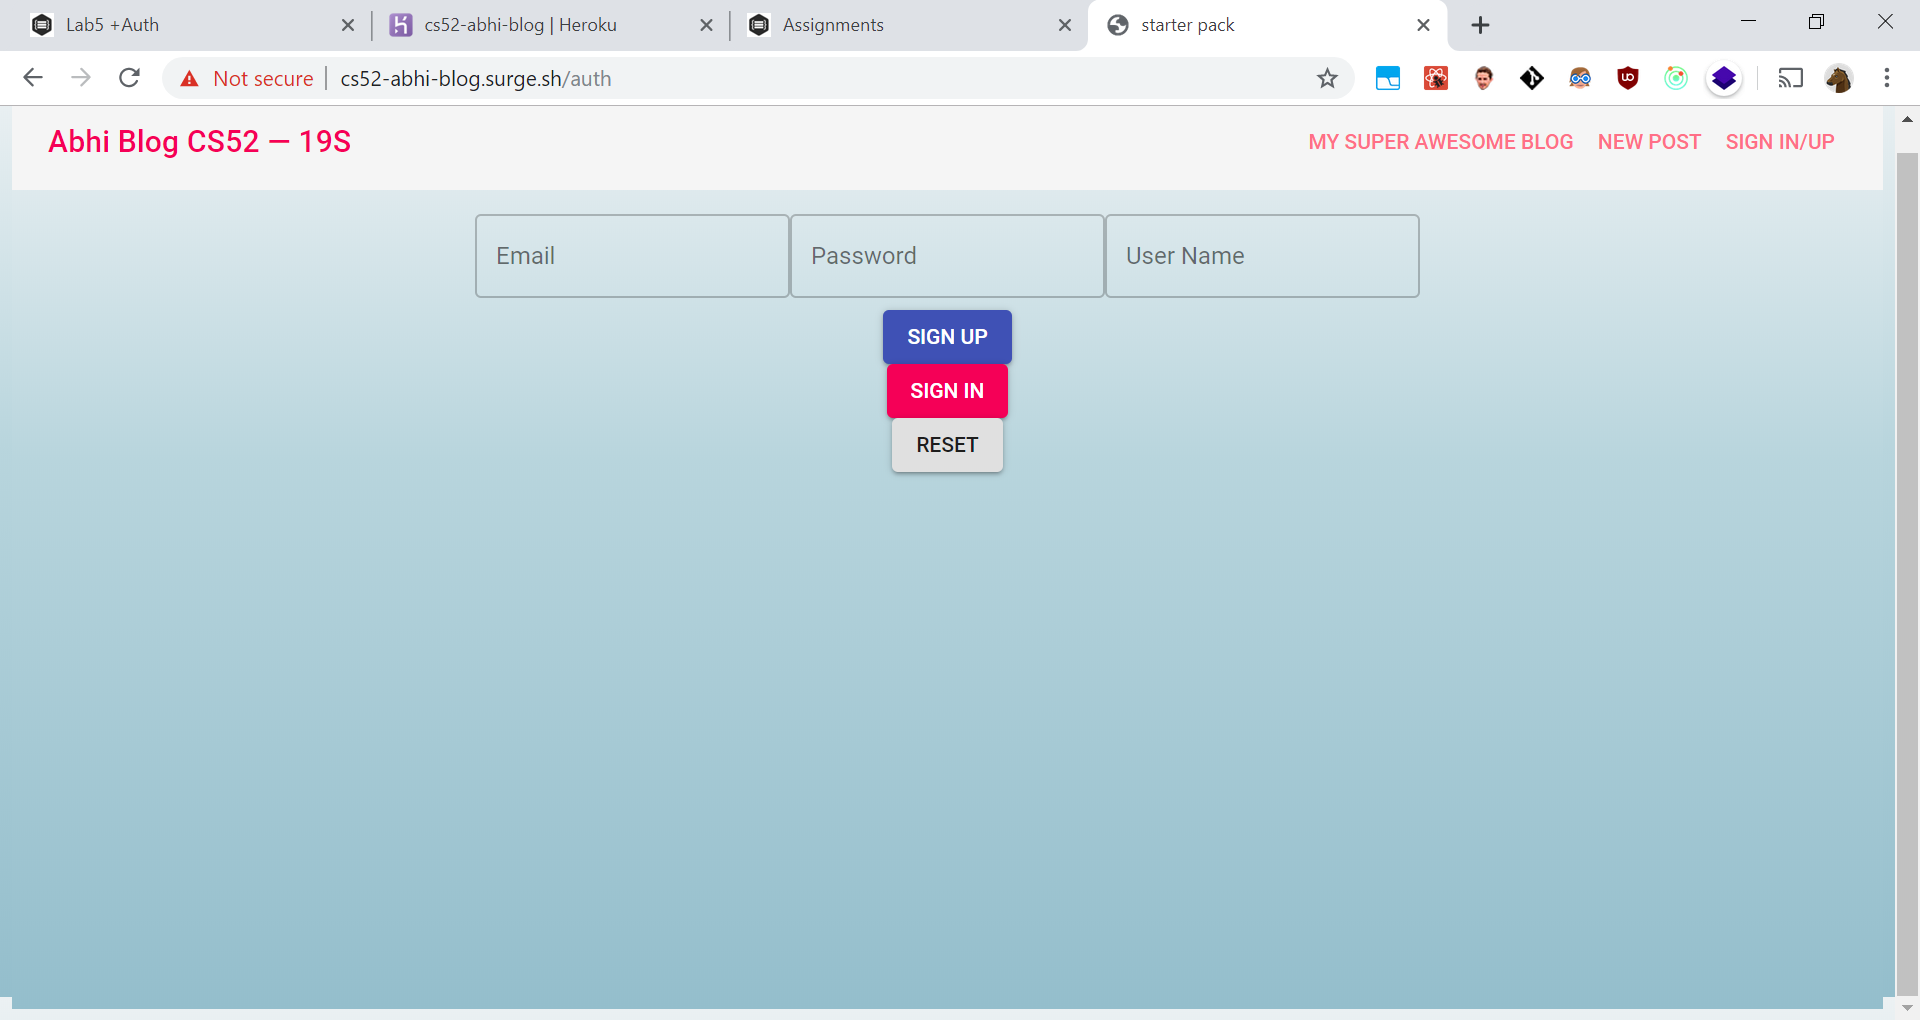 Lab5 +Auth
cs52-abhi-blog | Heroku
Assignments
starter pack
Not secure
cs52-abhi-blog.surge.sh/auth
Abhi Blog CS52 — 19S
MY SUPER AWESOME BLOG
NEW POST
SIGN IN/UP
Email
Password
User Name
SIGN UP
SIGN IN
RESET